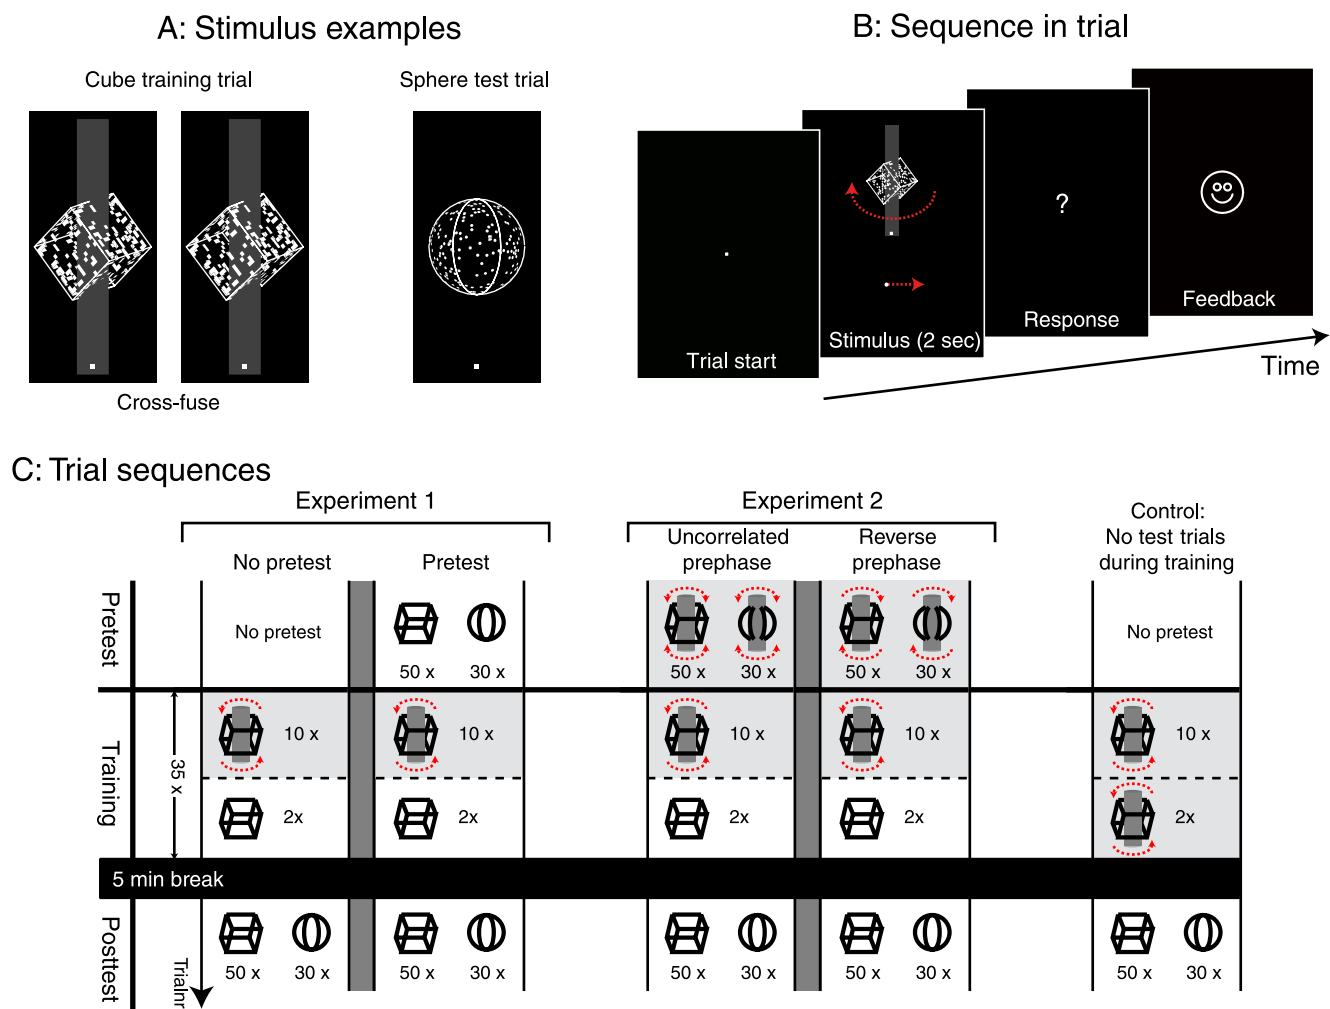 A: Stimulus examples
Cube training trial
Sphere test trial
Cross-fuse
B: Sequence in trial
Trial start
Stimulus (2 sec)
?
Response
Feedback
Time
C: Trial sequences
Experiment 1
Experiment 2
Control:
No test trials
during training
No pretest
Pretest
Uncorrelated
prephase
Reverse
prephase
Pretest
No pretest
50 x
30 x
50 x
30 x
50 x
30 x
No pretest
Training
35 x
10 x
10 x
10 x
10 x
10 x
2x
2x
2x
2x
2x
5 min break
Posttest
Trialnr
50 x
30 x
50 x
30 x
50 x
30 x
50 x
30 x
50 x
30 x